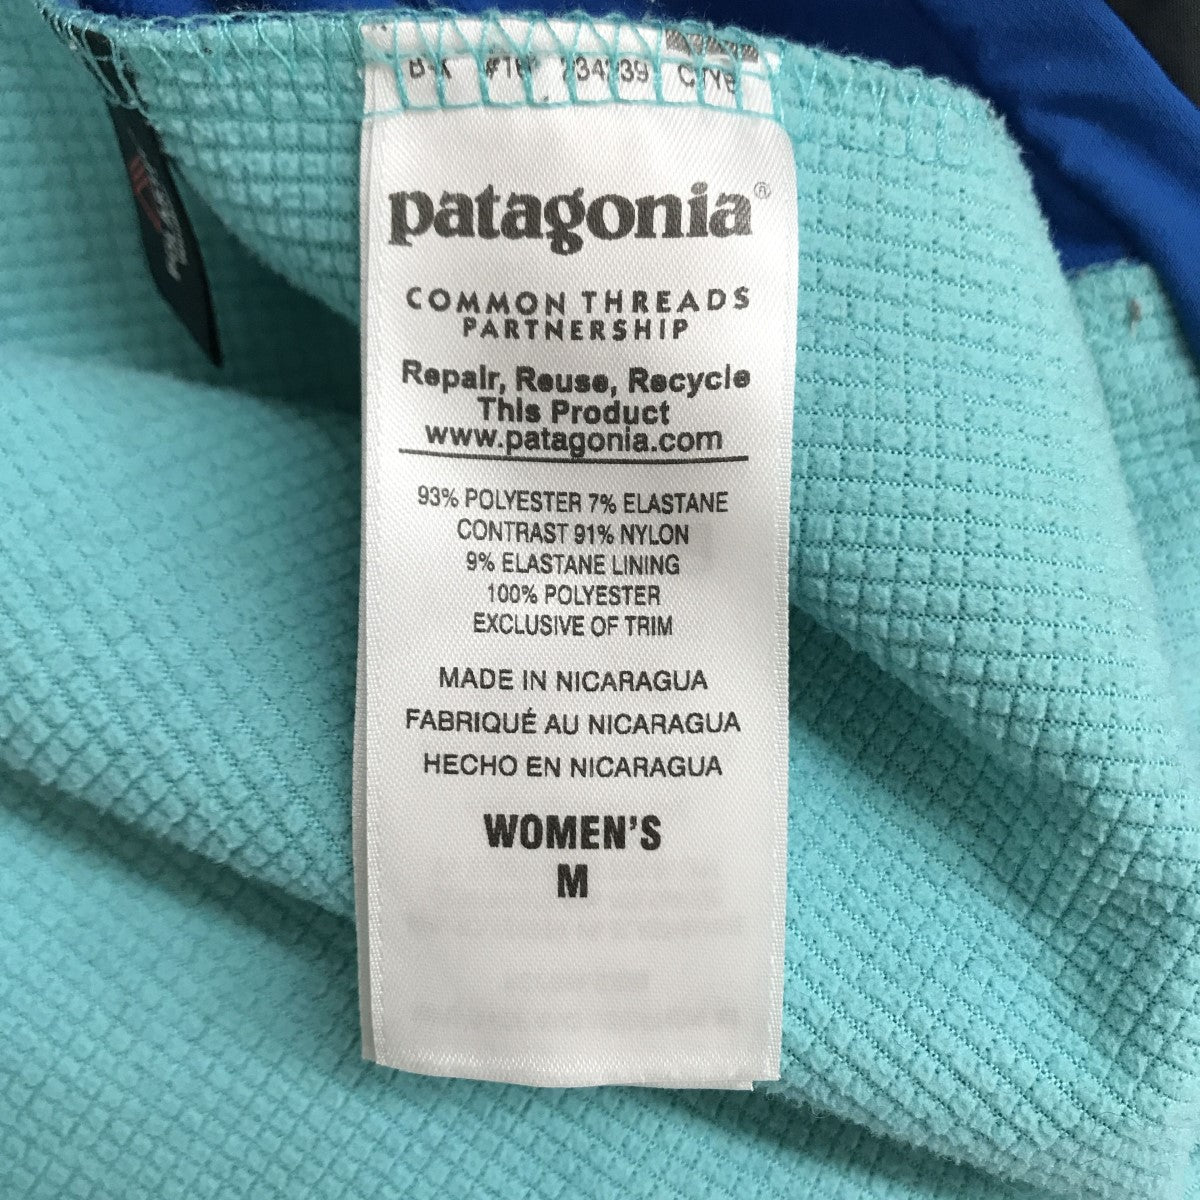 patagonia®
COMMON THREADS
PARTNERSHIP
Repair, Reuse, Recycle
This Product
www.patagonia.com
93% POLYESTER 7% ELASTANE
CONTRAST 91% NYLON
9% ELASTANE LINING
100% POLYESTER
EXCLUSIVE OF TRIM
MADE IN NICARAGUA
FABRIQUÉ AU NICARAGUA
HECHO EN NICARAGUA
WOMEN'S
M